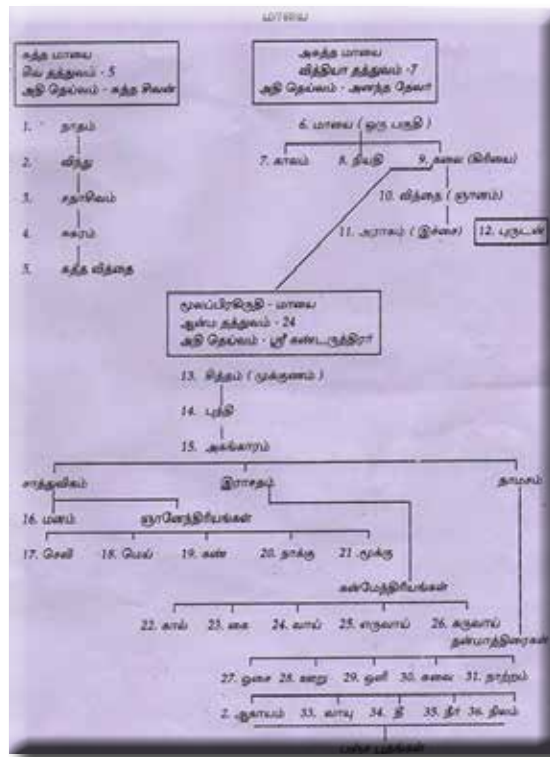 மாயை
சுத்த மாயை
சிவ தத்துவம் - 5
அதி தெய்வம் - சுத்த சிவன்
அசுத்த மாயை
வித்தியா தத்துவம் -7
அதி தெய்வம் - அனந்த தேவர்
1. நாதம்
2. விந்து
3. சதாசிவம்
4. ஈசுரம்
5. சுத்த வித்தை
6. மாயை ( ஒரு பகுதி )
7. காலம் 8. நியதி 9. கலை (கிரியை)
10. வித்தை ( ஞானம்)
11. அராகம் ( இச்சை) 12. புருடன்
மூலப்பிரகிருதி - மாயை
ஆன்ம தத்துவம் - 24
அதி தெய்வம் - ஸ்ரீ கண்டருத்திரர்
13. சித்தம் ( முக்குணம் )
14. புந்தி
15. அகங்காரம்
சாத்துவிகம் இராசதம் தாமசம்
16. மனம் ஞானேந்திரியங்கள்
17. செவி 18. மெய் 19. கண் 20. நாக்கு 21. மூக்கு
கன்மேந்திரியங்கள்
22. கால் 23. கை 24. வாய் 25. எருவாய் 26. கருவாய்
தன்மாத்திரைகள்
27. ஓசை 28. ஊறு 29. ஒளி 30. சுவை 31. நாற்றம்
2. ஆகாயம் 33. வாயு 34. தீ 35. நீர் 36. நிலம்
பஞ்ச பூதங்கள்